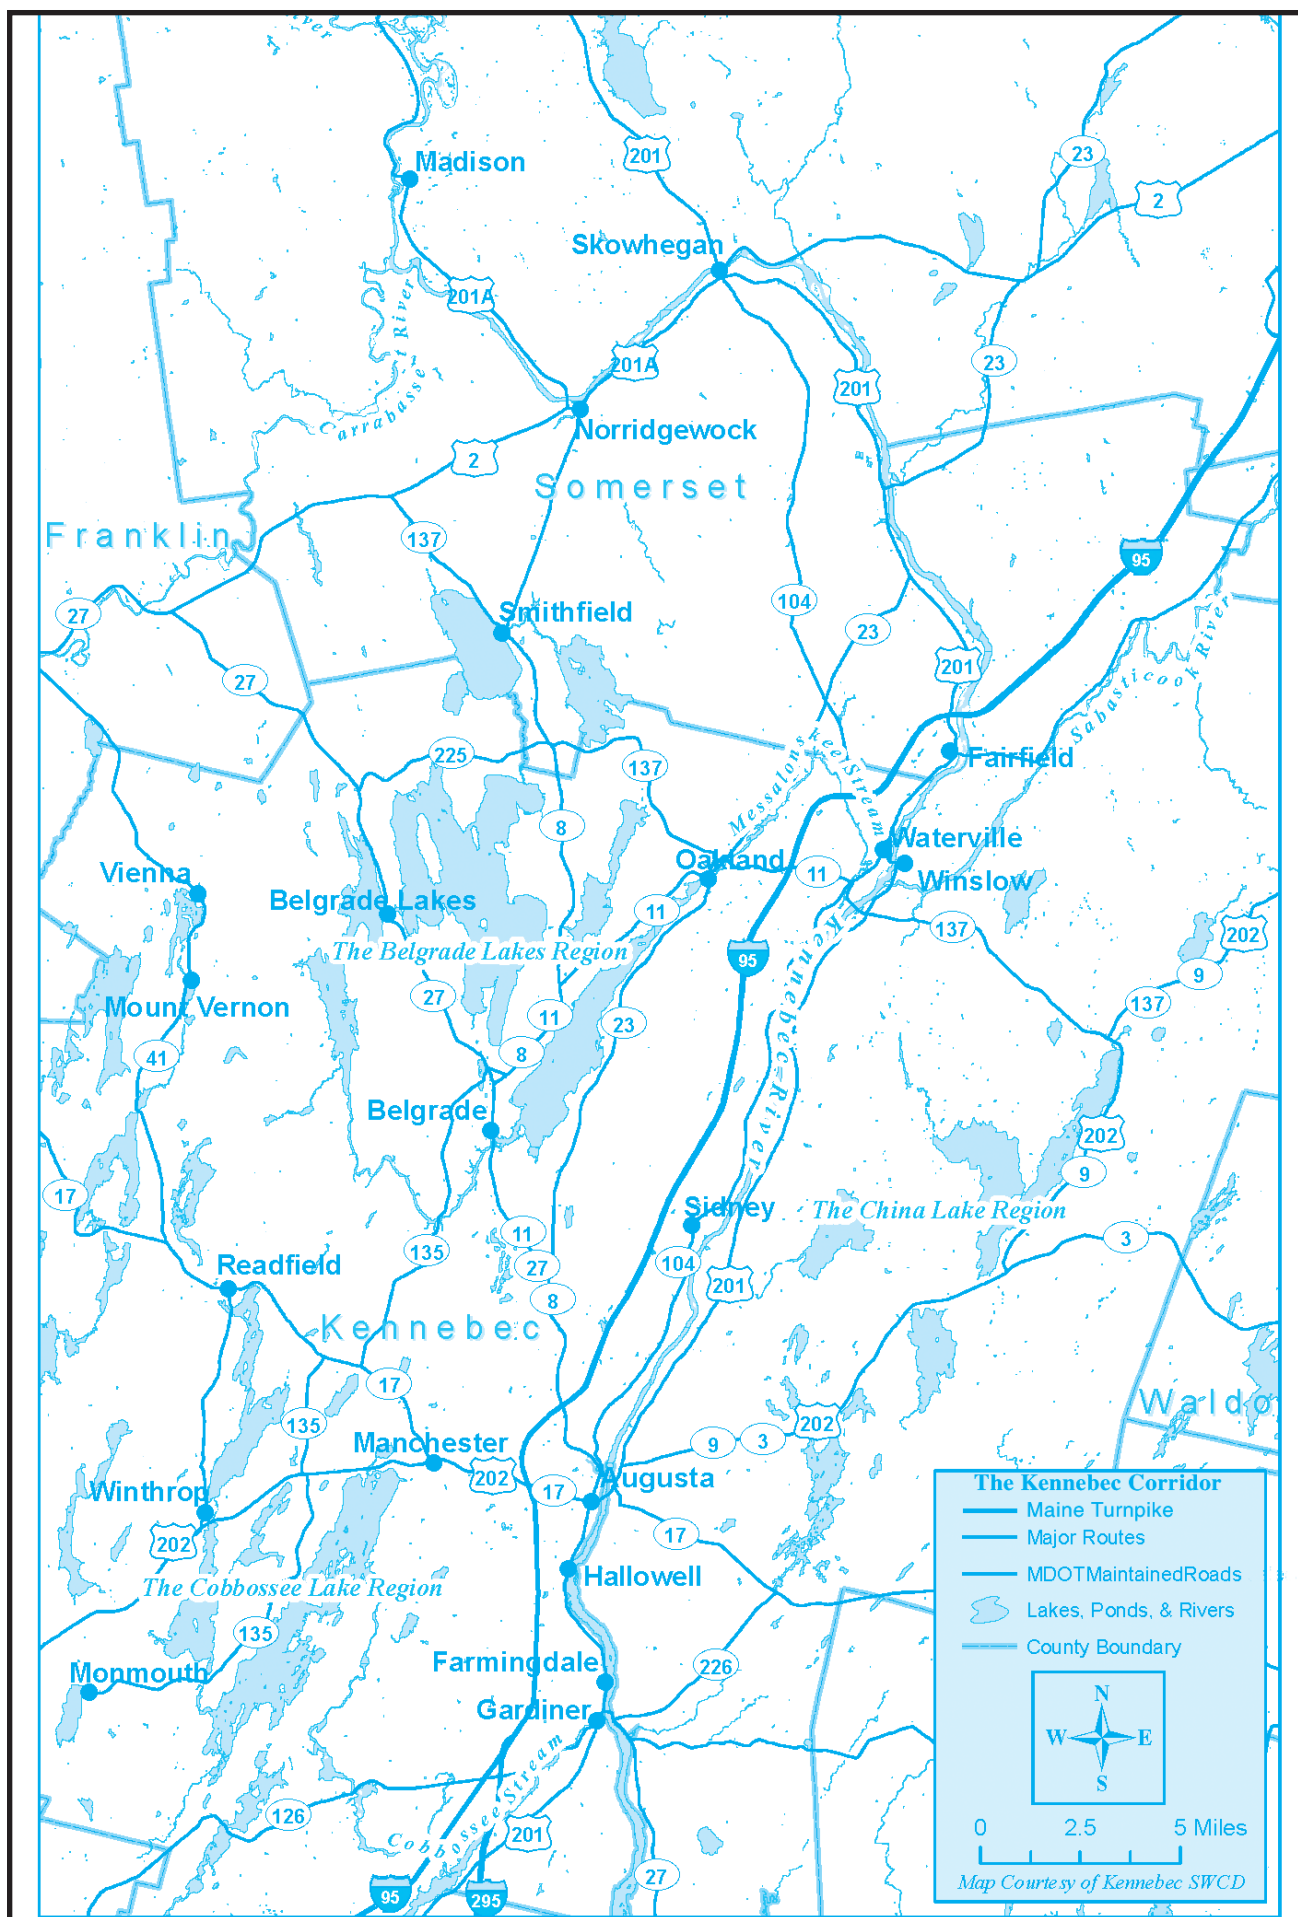 River
Madison
201
23
2
Skowhegan
201A
Carrabasset River
201A
23
201
Norridgewock
2
Somerset
Franklin
137
95
27
Smithfield
104
23
201
Sabasticook River
27
225
137
Messalonskee Stream
Fairfield
8
Waterville
Oakland
11
Winslow
Vienna
Belgrade Lakes
11
137
202
The Belgrade Lakes Region
95
9
27
137
Mount Vernon
11
23
41
8
Kennebec River
Belgrade
202
9
17
Sidney
The China Lake Region
11
3
135
104
Readfield
27
201
8
Kennebec
17
Waldo
135
202
9
3
Manchester
202
Augusta
17
Winthrop
17
202
Hallowell
The Cobbossee Lake Region
135
Farmingdale
226
Monmouth
Gardiner
126
Cobbossee Stream
201
27
95
295
The Kennebec Corridor
Maine Turnpike
Major Routes
MDOTMaintainedRoads
Lakes, Ponds, & Rivers
County Boundary
N
W
E
S
0
2.5
5 Miles
Map Courtesy of Kennebec SWCD